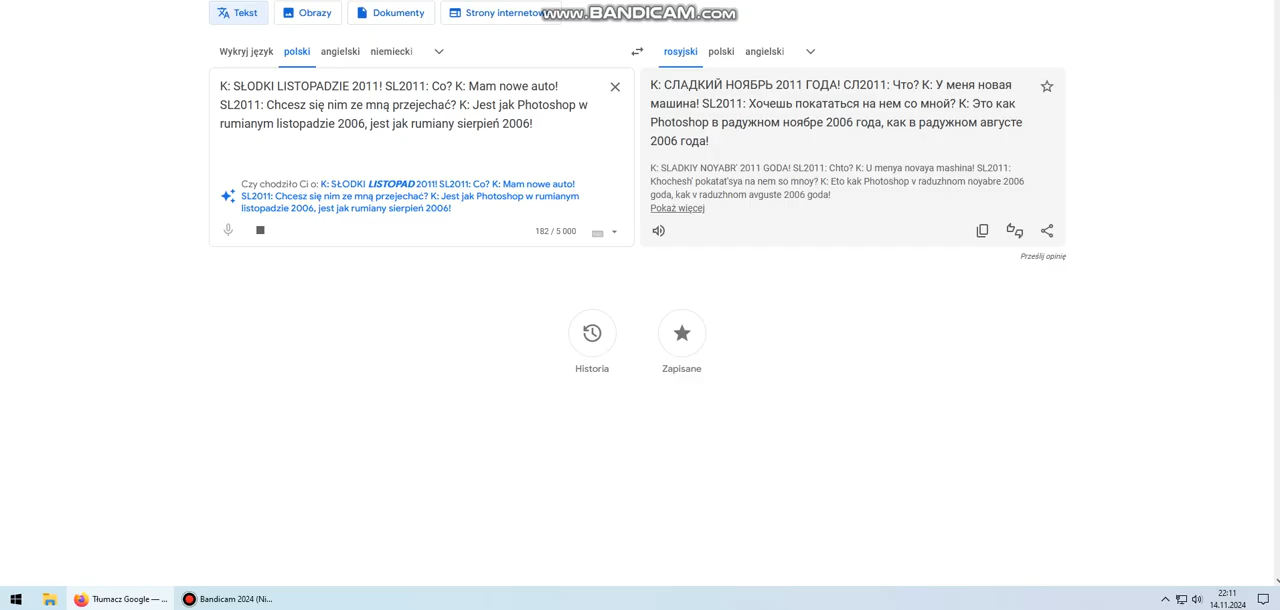 Tekst Obrazy Dokumenty Strony internetow
www.BANDICAM.com
Wykryj język polski angielski niemiecki rosyjski polski angielski
K: SŁODKI LISTOPADZIE 2011! SL2011: Co? K: Mam nowe auto!
SL2011: Chcesz się nim ze mną przejechać? K: Jest jak Photoshop w
rumianym listopadzie 2006, jest jak rumiany sierpień 2006!
Czy chodziło Ci o: K: SŁODKI LISTOPAD 2011! SL2011: Co? K: Mam nowe auto!
SL2011: Chcesz się nim ze mną przejechać? K: Jest jak Photoshop w rumianym
listopadzie 2006, jest jak rumiany sierpień 2006!
182 / 5 000
К: СЛАДКИЙ НОЯБРЬ 2011 ГОДА! СЛ2011: Что? К: У меня новая
машина! SL2011: Хочешь покататься на нем со мной? К: Это как
Photoshop в радужном ноябре 2006 года, как в радужном августе
2006 года!
K: SLADKIY NOYABR' 2011 GODA! SL2011: Chto? K: U menya novaya mashina! SL2011:
Khochesh' pokatat'sya na nem so mnoy? K: Eto kak Photoshop v raduzhnom noyabre 2006
goda, kak v raduzhnom avguste 2006 goda!
Pokaż więcej
Prześlij opinię
Historia Zapisane
Tłumacz Google — ... Bandicam 2024 (Ni...
22:11
14.11.2024